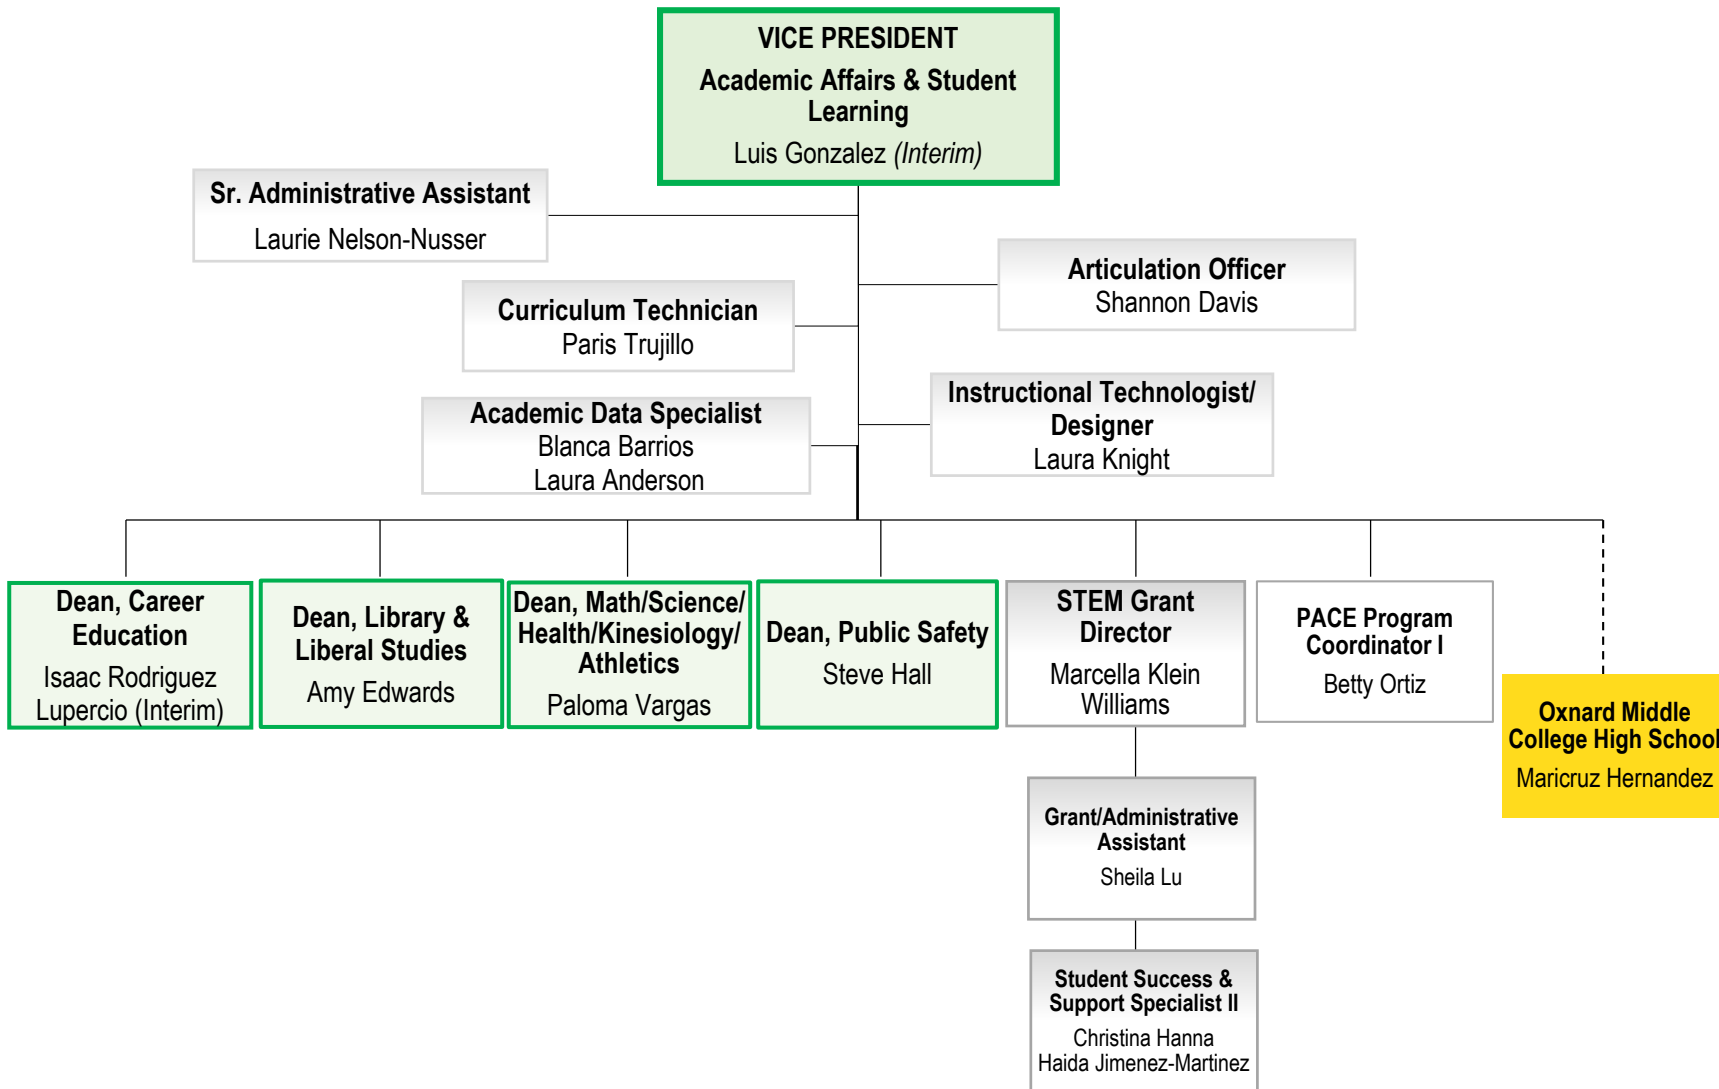 VICE PRESIDENT
Academic Affairs & Student
Learning
Luis Gonzalez (Interim)
Sr. Administrative Assistant
Laurie Nelson-Nusser
Articulation Officer
Shannon Davis
Curriculum Technician
Paris Trujillo
Instructional Technologist/
Designer
Laura Knight
Academic Data Specialist
Blanca Barrios
Laura Anderson
Dean, Career
Education
Isaac Rodriguez
Lupercio (Interim)
Dean, Library &
Liberal Studies
Amy Edwards
Dean, Math/Science/
Health/Kinesiology/
Athletics
Paloma Vargas
Dean, Public Safety
Steve Hall
STEM Grant
Director
Marcella Klein
Williams
PACE Program
Coordinator I
Betty Ortiz
Oxnard Middle
College High School
Maricruz Hernandez
Grant/Administrative
Assistant
Sheila Lu
Student Success &
Support Specialist II
Christina Hanna
Haida Jimenez-Martinez